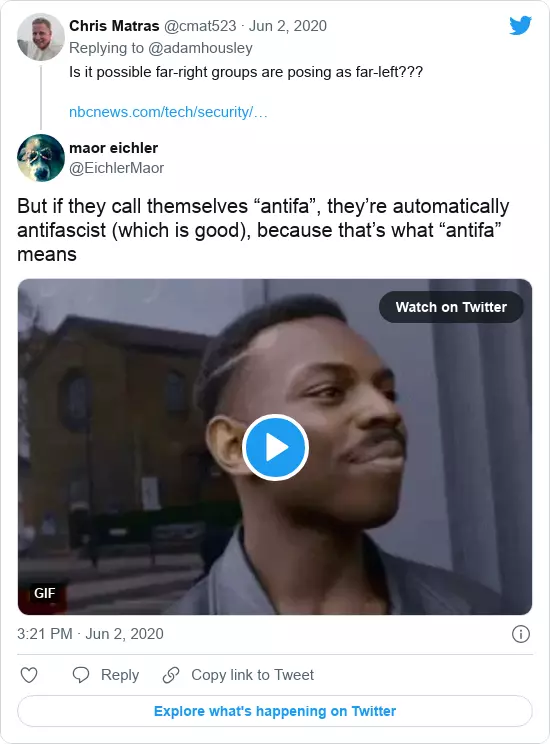 Chris Matras @cmat523 · Jun 2, 2020
Replying to @adamhousley
Is it possible far-right groups are posing as far-left???
nbcnews.com/tech/security/…
maor eichler
@EichlerMaor
But if they call themselves “antifa”, they’re automatically
antifascist (which is good), because that’s what “antifa”
means
Watch on Twitter
GIF
3:21 PM · Jun 2, 2020
Reply
Copy link to Tweet
Explore what's happening on Twitter